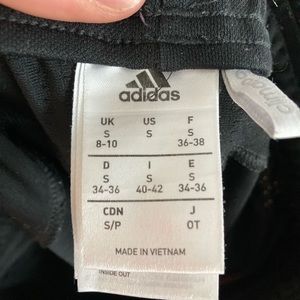 adidas
UK US F
S S S
8-10 36-38
D I E
S S S
34-36 40-42 34-36
CDN J
S/P OT
MADE IN VIETNAM
INSIDE OUT